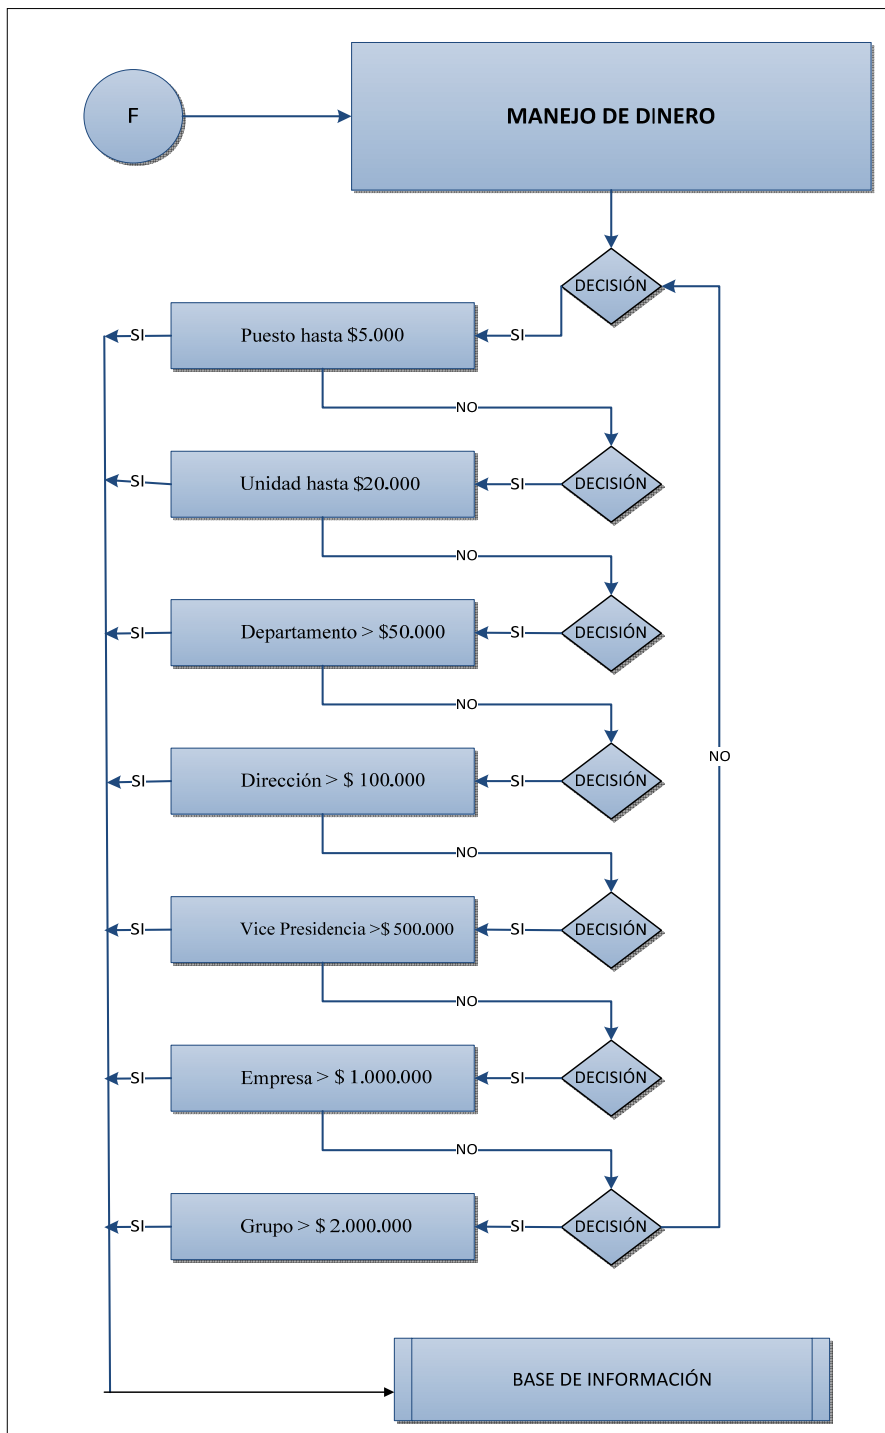 F
MANEJO DE DINERO
DECISIÓN
SI
Puesto hasta $5.000
SI
NO
DECISIÓN
SI
Unidad hasta $20.000
SI
NO
DECISIÓN
SI
Departamento > $50.000
SI
NO
DECISIÓN
SI
Dirección > $ 100.000
SI
NO
NO
DECISIÓN
SI
Vice Presidencia >$ 500.000
SI
NO
DECISIÓN
SI
Empresa > $ 1.000.000
SI
NO
DECISIÓN
SI
Grupo > $ 2.000.000
SI
BASE DE INFORMACIÓN